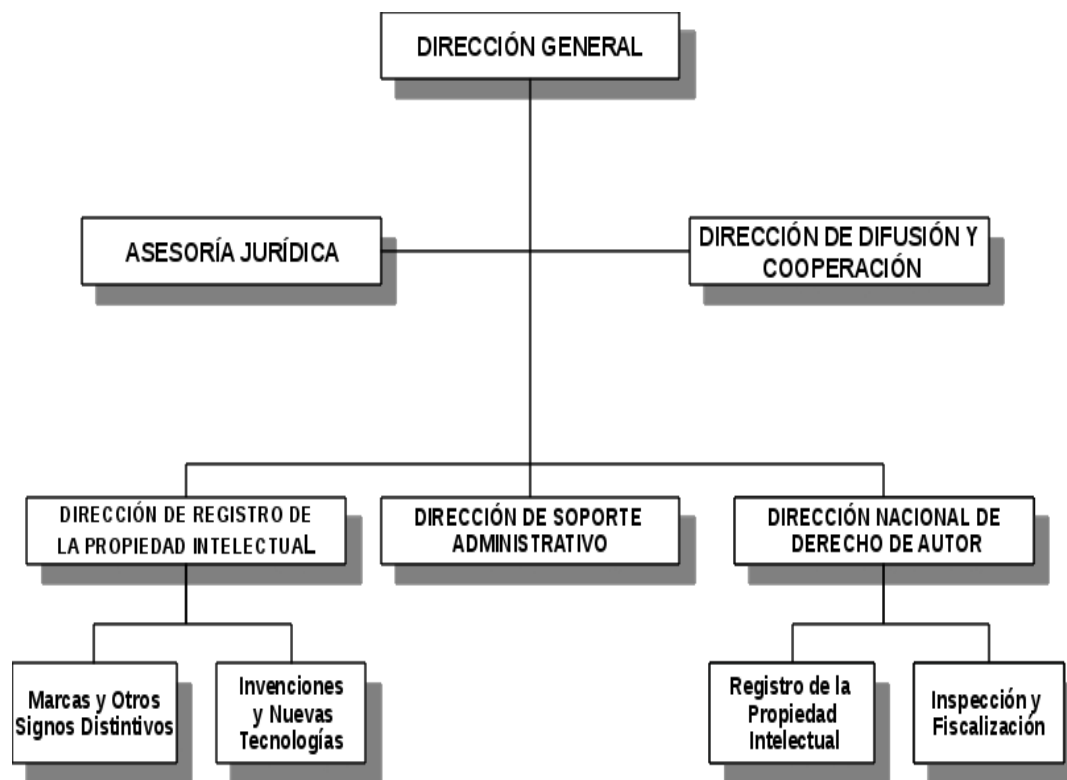 DIRECCIÓN GENERAL
ASESORÍA JURÍDICA
DIRECCIÓN DE DIFUSIÓN Y
COOPERACIÓN
DIRECCIÓN DE REGISTRO DE
LA PROPIEDAD INTELECTUAL
DIRECCIÓN DE SOPORTE
ADMINISTRATIVO
DIRECCIÓN NACIONAL DE
DERECHO DE AUTOR
Marcas y Otros
Signos Distintivos
Invenciones
y Nuevas
Tecnologías
Registro de la
Propiedad
Intelectual
Inspección y
Fiscalización